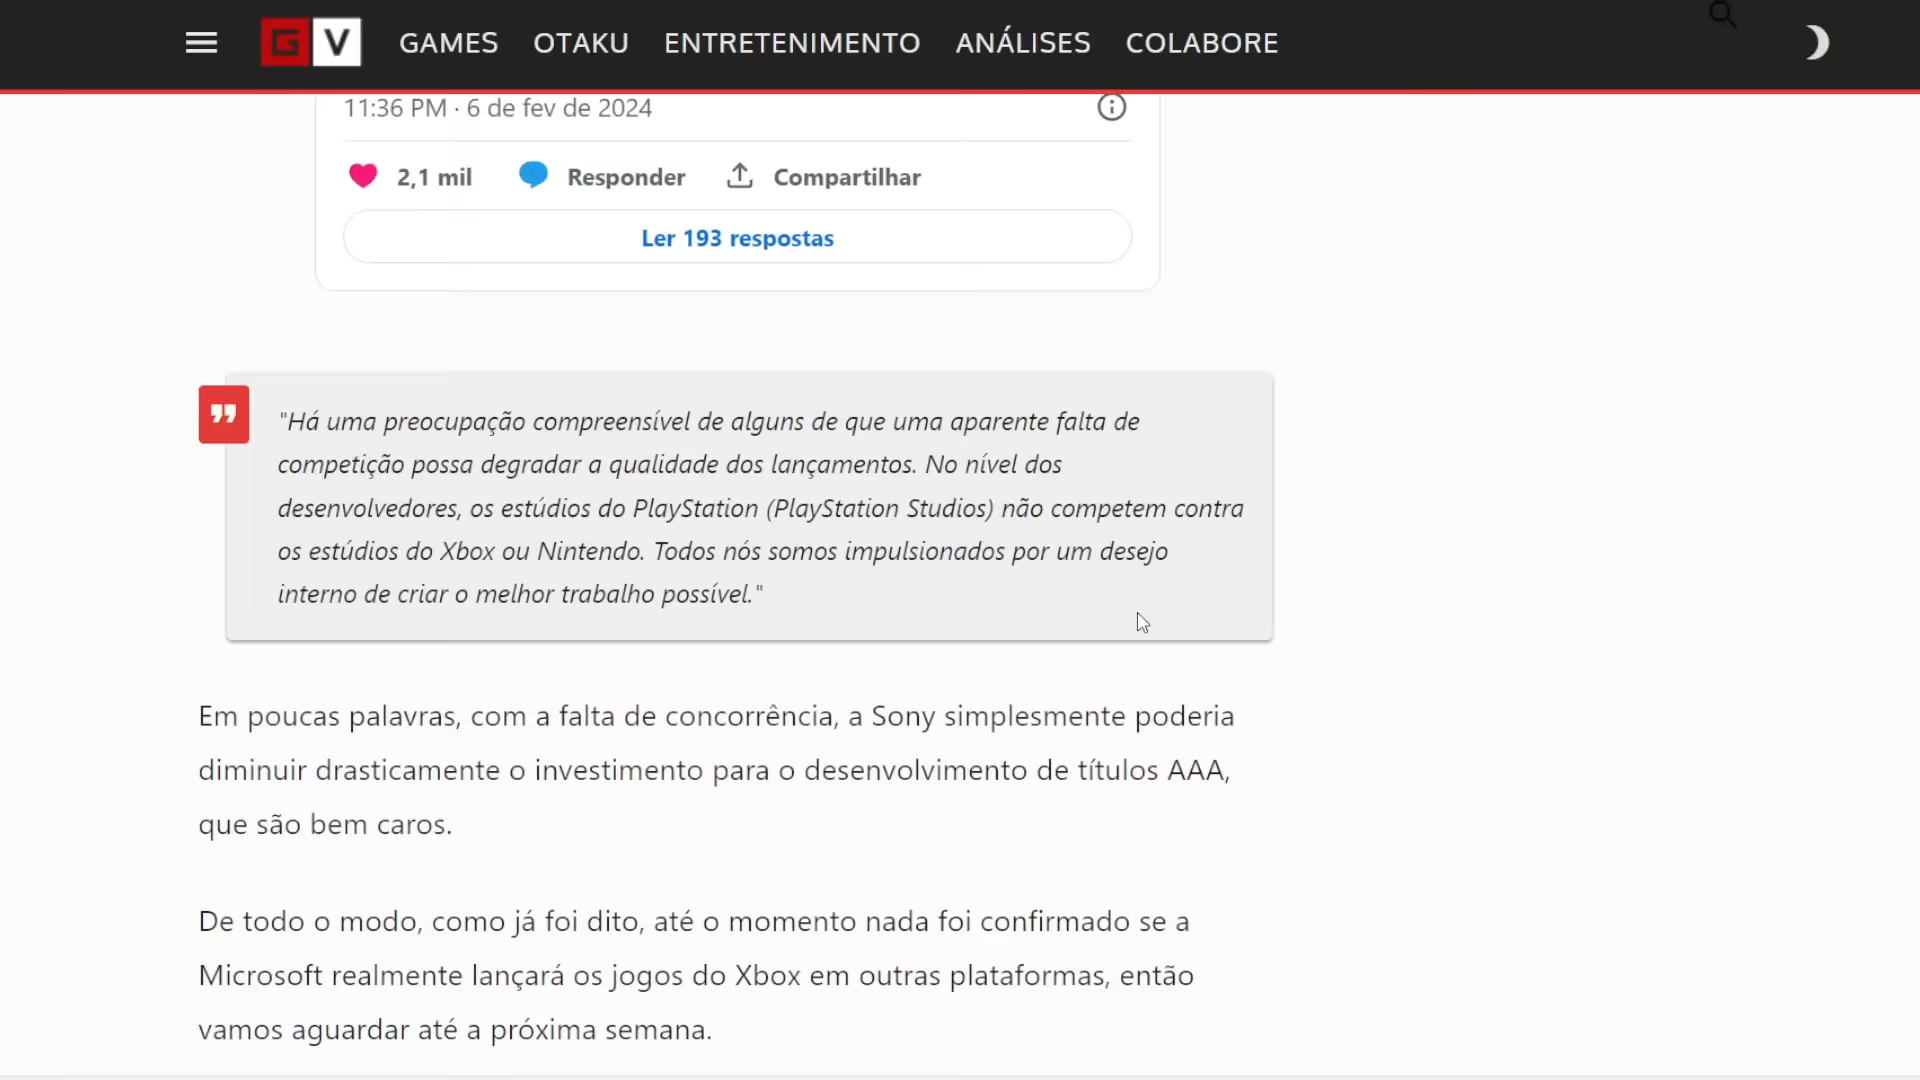 GV GAMES OTAKU ENTRETENIMENTO ANÁLISES COLABORE
11:36 PM · 6 de fev de 2024
2,1 mil Responder Compartilhar
Ler 193 respostas
"Há uma preocupação compreensível de alguns de que uma aparente falta de
competição possa degradar a qualidade dos lançamentos. No nível dos
desenvolvedores, os estúdios do PlayStation (PlayStation Studios) não competem contra
os estúdios do Xbox ou Nintendo. Todos nós somos impulsionados por um desejo
interno de criar o melhor trabalho possível."
Em poucas palavras, com a falta de concorrência, a Sony simplesmente poderia
diminuir drasticamente o investimento para o desenvolvimento de títulos AAA,
que são bem caros.
De todo o modo, como já foi dito, até o momento nada foi confirmado se a
Microsoft realmente lançará os jogos do Xbox em outras plataformas, então
vamos aguardar até a próxima semana.